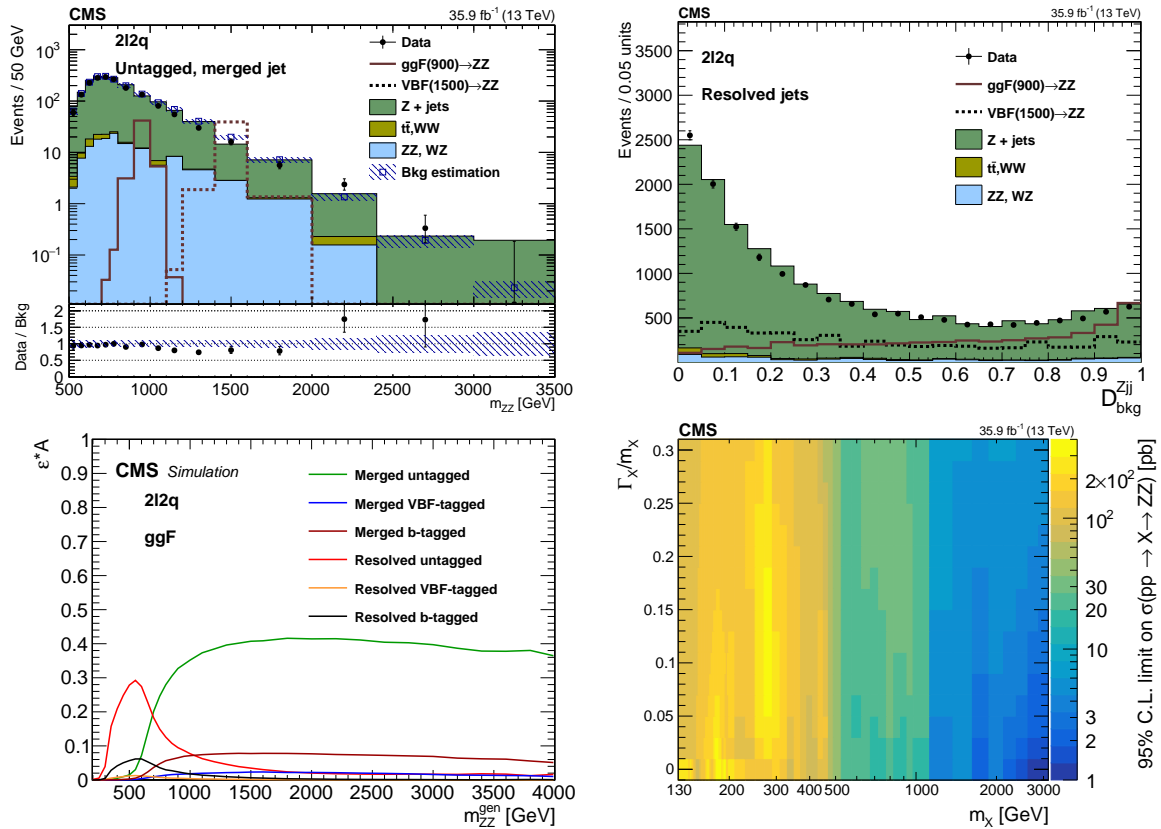 CMS 35.9 fb⁻¹ (13 TeV)
2l2q
Untagged, merged jet
Data
ggF(900)→ZZ
VBF(1500)→ZZ
Z + jets
tt̄,WW
ZZ, WZ
Bkg estimation
Events / 50 GeV
10³
10²
10
1
10⁻¹
Data / Bkg
2
1.5
1
0.5
0
500 1000 1500 2000 2500 3000 3500
m_ZZ [GeV]
CMS 35.9 fb⁻¹ (13 TeV)
2l2q
Resolved jets
Data
ggF(900)→ZZ
VBF(1500)→ZZ
Z + jets
tt̄,WW
ZZ, WZ
Events / 0.05 units
3500
3000
2500
2000
1500
1000
500
0 0.1 0.2 0.3 0.4 0.5 0.6 0.7 0.8 0.9 1
D_bkg^Zjj
CMS Simulation
2l2q
ggF
Merged untagged
Merged VBF-tagged
Merged b-tagged
Resolved untagged
Resolved VBF-tagged
Resolved b-tagged
ε*A
1
0.9
0.8
0.7
0.6
0.5
0.4
0.3
0.2
0.1
0
500 1000 1500 2000 2500 3000 3500 4000
m_ZZ^gen [GeV]
CMS 35.9 fb⁻¹ (13 TeV)
Γ_X/m_X
0.3
0.25
0.2
0.15
0.1
0.05
0
130 200 300 400 500 1000 2000 3000
m_X [GeV]
2×10²
10²
30
20
10
3
2
1
95% C.L. limit on σ(pp → X → ZZ) [pb]